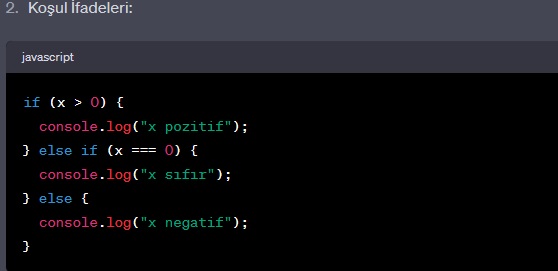 2. Koşul İfadeleri:
javascript
if (x > 0) {
  console.log("x pozitif");
} else if (x === 0) {
  console.log("x sıfır");
} else {
  console.log("x negatif");
}